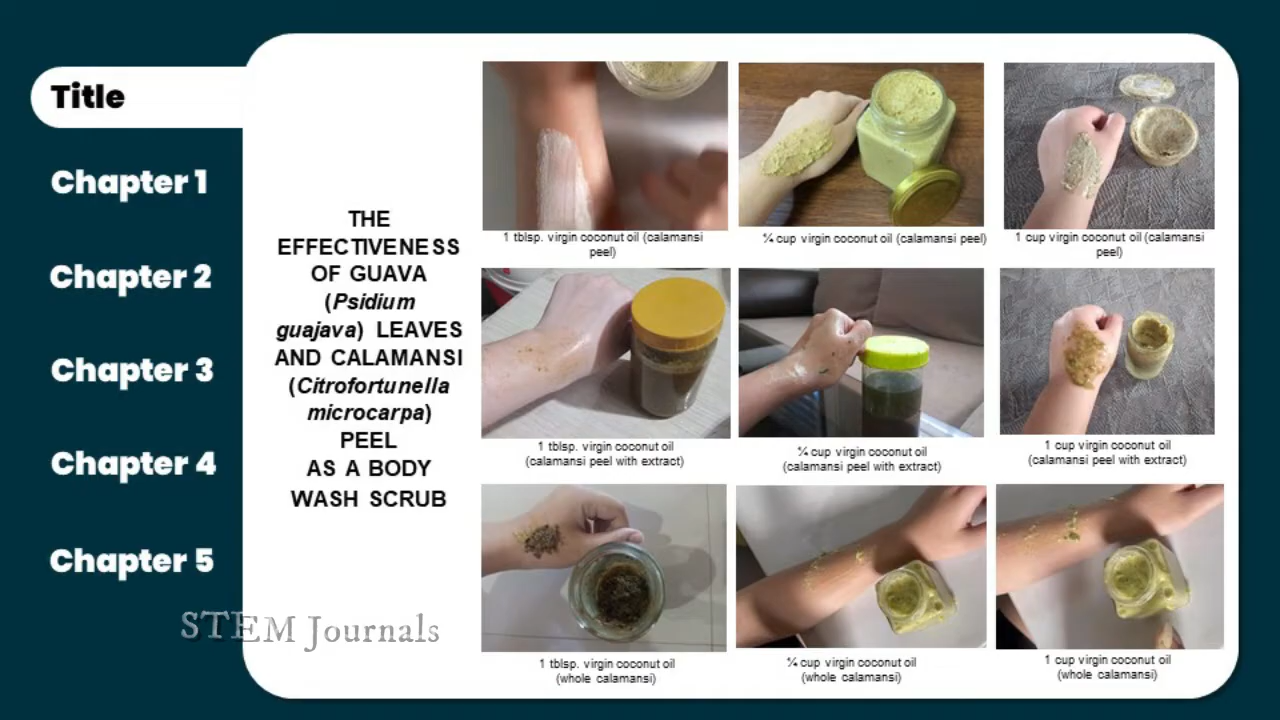 Title
Chapter 1
Chapter 2
Chapter 3
Chapter 4
Chapter 5
THE
EFFECTIVENESS
OF GUAVA
(Psidium
guajava) LEAVES
AND CALAMANSI
(Citrofortunella
microcarpa)
PEEL
AS A BODY
WASH SCRUB
1 tblsp. virgin coconut oil (calamansi
peel)
¾ cup virgin coconut oil (calamansi peel)
1 cup virgin coconut oil (calamansi
peel)
1 tblsp. virgin coconut oil
(calamansi peel with extract)
¾ cup virgin coconut oil
(calamansi peel with extract)
1 cup virgin coconut oil
(calamansi peel with extract)
1 tblsp. virgin coconut oil
(whole calamansi)
¾ cup virgin coconut oil
(whole calamansi)
1 cup virgin coconut oil
(whole calamansi)
STEM Journals